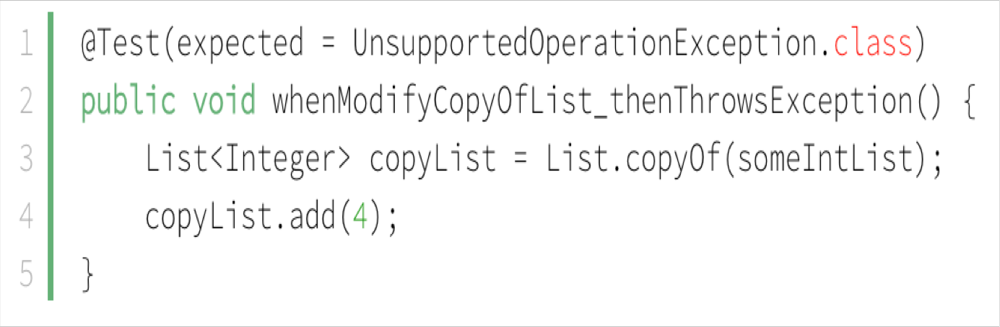 1 @Test(expected = UnsupportedOperationException.class)
2 public void whenModifyCopyOfList_thenThrowsException() {
3     List<Integer> copyList = List.copyOf(someIntList);
4     copyList.add(4);
5 }